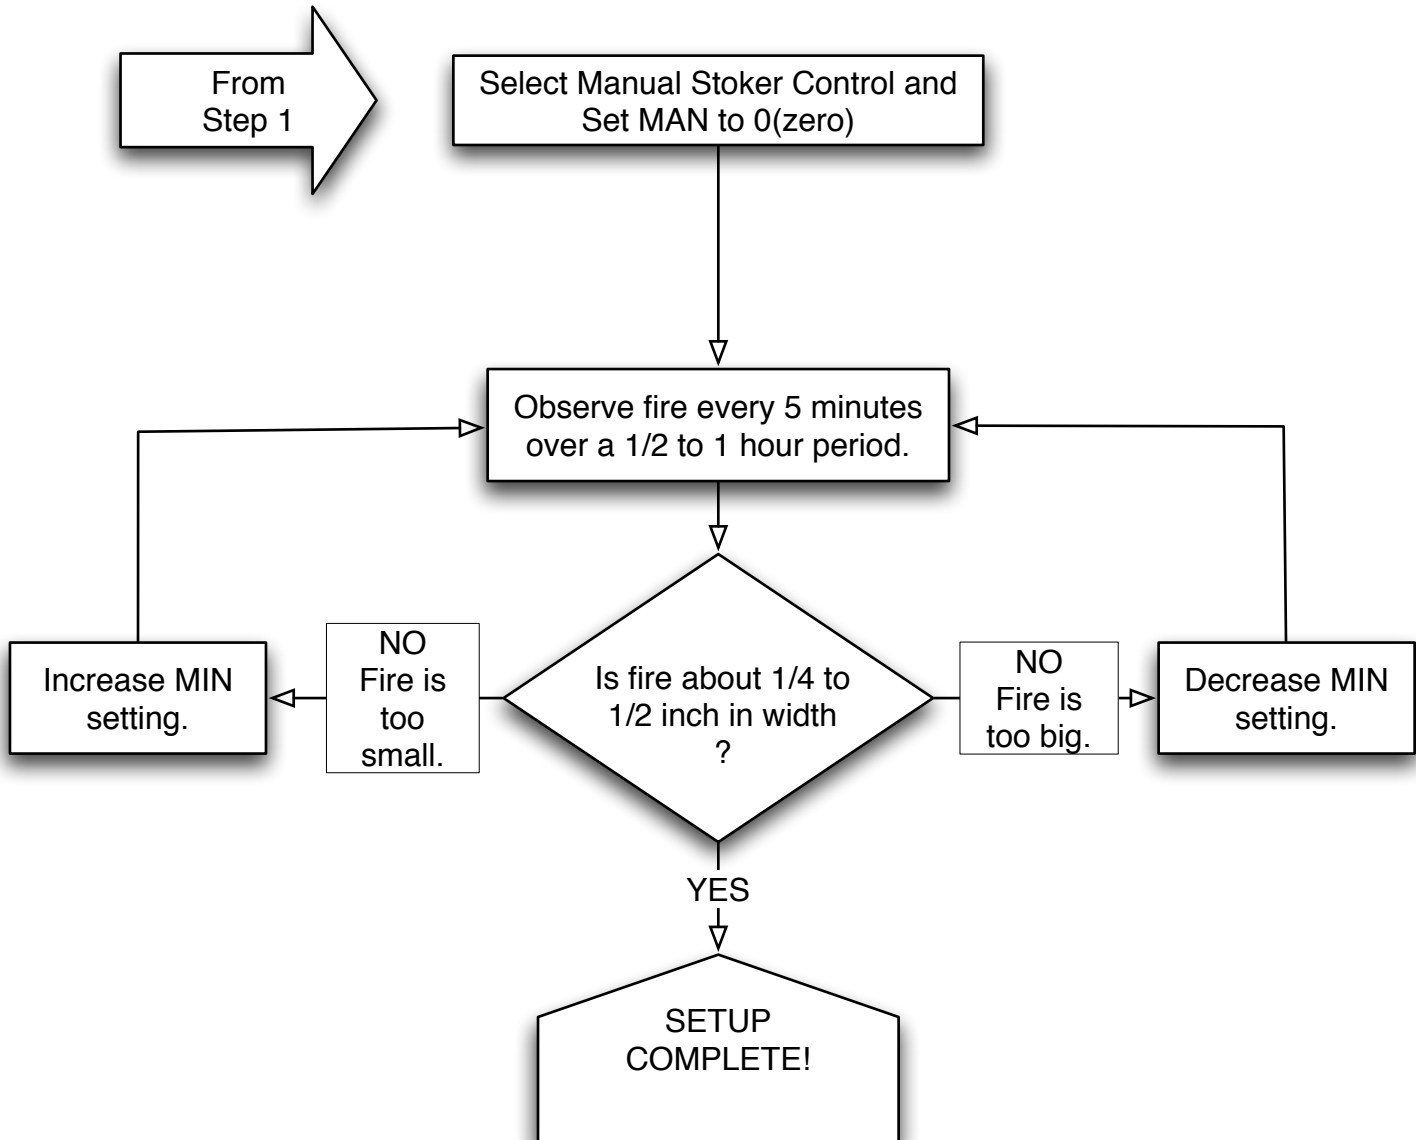 From
Step 1
Select Manual Stoker Control and
Set MAN to 0(zero)
Observe fire every 5 minutes
over a 1/2 to 1 hour period.
Increase MIN
setting.
NO
Fire is
too
small.
Is fire about 1/4 to
1/2 inch in width
?
NO
Fire is
too big.
Decrease MIN
setting.
YES
SETUP
COMPLETE!